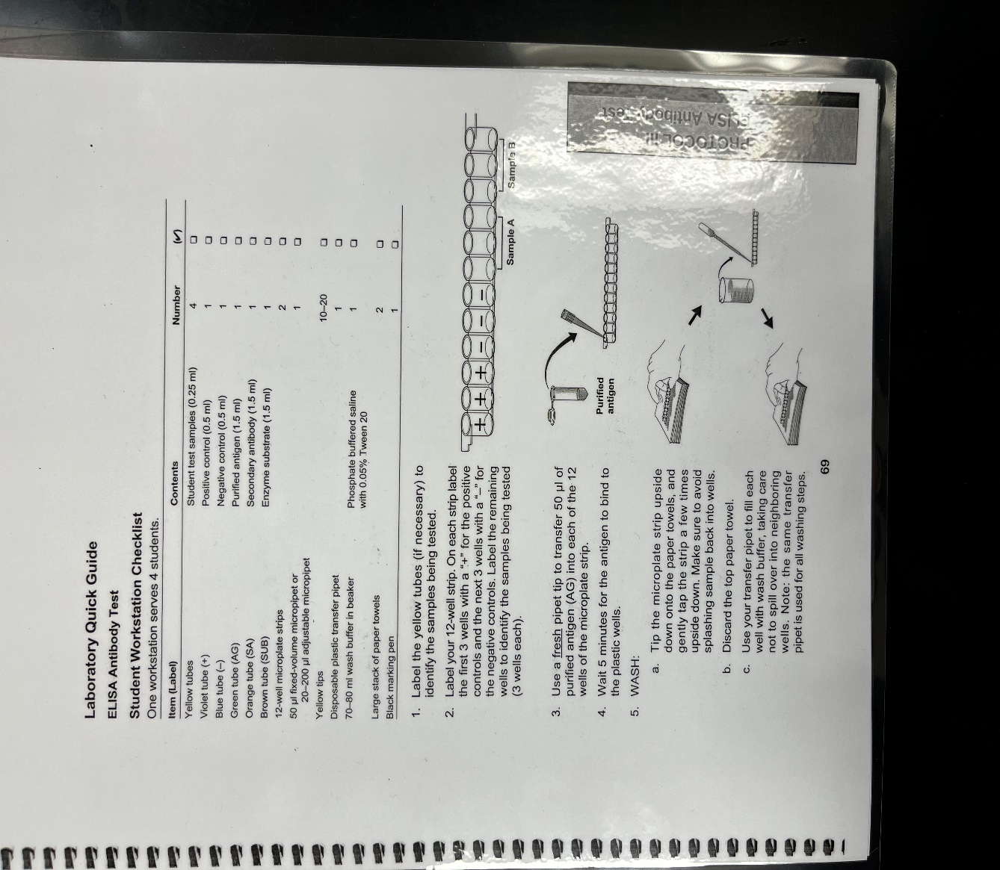 Laboratory Quick Guide
ELISA Antibody Test
Student Workstation Checklist
One workstation serves 4 students.
Item (Label) Contents Number (✓)
Yellow tubes Student test samples (0.25 ml) 4 ❏
Violet tube (+) Positive control (0.5 ml) 1 ❏
Blue tube (–) Negative control (0.5 ml) 1 ❏
Green tube (AG) Purified antigen (1.5 ml) 1 ❏
Orange tube (SA) Secondary antibody (1.5 ml) 1 ❏
Brown tube (SUB) Enzyme substrate (1.5 ml) 1 ❏
12-well microplate strips 2 ❏
50 µl fixed-volume micropipet or 1 ❏
20–200 µl adjustable micropipet
Yellow tips 10–20 ❏
Disposable plastic transfer pipet 1 ❏
70–80 ml wash buffer in beaker Phosphate buffered saline 1 ❏
with 0.05% Tween 20
Large stack of paper towels 2 ❏
Black marking pen 1 ❏
1. Label the yellow tubes (if necessary) to
identify the samples being tested.
2. Label your 12-well strip. On each strip label
the first 3 wells with a "+" for the positive
controls and the next 3 wells with a "–" for
the negative controls. Label the remaining
wells to identify the samples being tested
(3 wells each).
+ + + – – –
Sample A Sample B
3. Use a fresh pipet tip to transfer 50 µl of
purified antigen (AG) into each of the 12
wells of the microplate strip.
Purified
antigen
4. Wait 5 minutes for the antigen to bind to
the plastic wells.
5. WASH:
a. Tip the microplate strip upside
down onto the paper towels, and
gently tap the strip a few times
upside down. Make sure to avoid
splashing sample back into wells.
b. Discard the top paper towel.
c. Use your transfer pipet to fill each
well with wash buffer, taking care
not to spill over into neighboring
wells. Note: the same transfer
pipet is used for all washing steps.
69
PROTOCOL III
ELISA Antibody Test